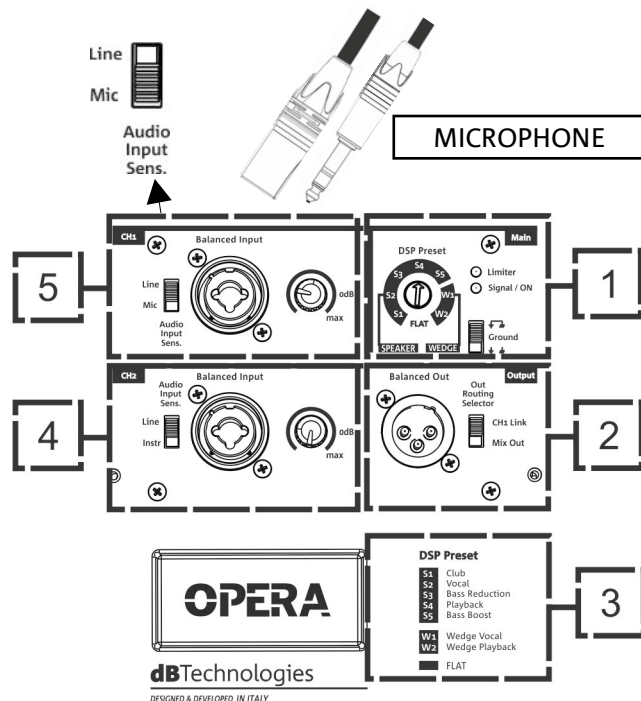 Line
Mic
Audio
Input
Sens.
MICROPHONE
CH1
Balanced Input
Line
Mic
Audio
Input
Sens.
0dB
max
5
Main
DSP Preset
S1
S2
S3
S4
S5
W1
W2
FLAT
SPEAKER
WEDGE
Limiter
Signal / ON
Ground
1
CH2
Audio
Input
Sens.
Balanced Input
Line
Instr
0dB
max
4
Output
Balanced Out
Out
Routing
Selector
CH1 Link
Mix Out
2
OPERA
dBTechnologies
DESIGNED & DEVELOPED IN ITALY
DSP Preset
S1 Club
S2 Vocal
S3 Bass Reduction
S4 Playback
S5 Bass Boost
W1 Wedge Vocal
W2 Wedge Playback
FLAT
3